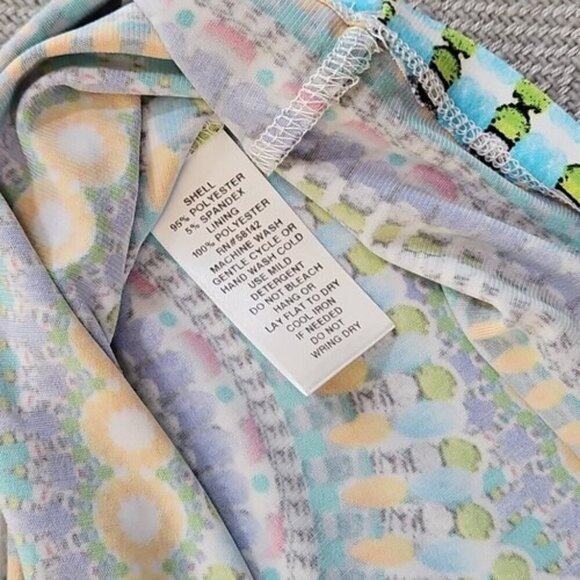 SHELL
95% POLYESTER
5% SPANDEX
LINING
100% POLYESTER
RN#58142
MACHINE WASH
GENTLE CYCLE OR
HAND WASH COLD
USE MILD
DETERGENT
DO NOT BLEACH
HANG OR
LAY FLAT TO DRY
COOL IRON
IF NEEDED
DO NOT
WRING DRY